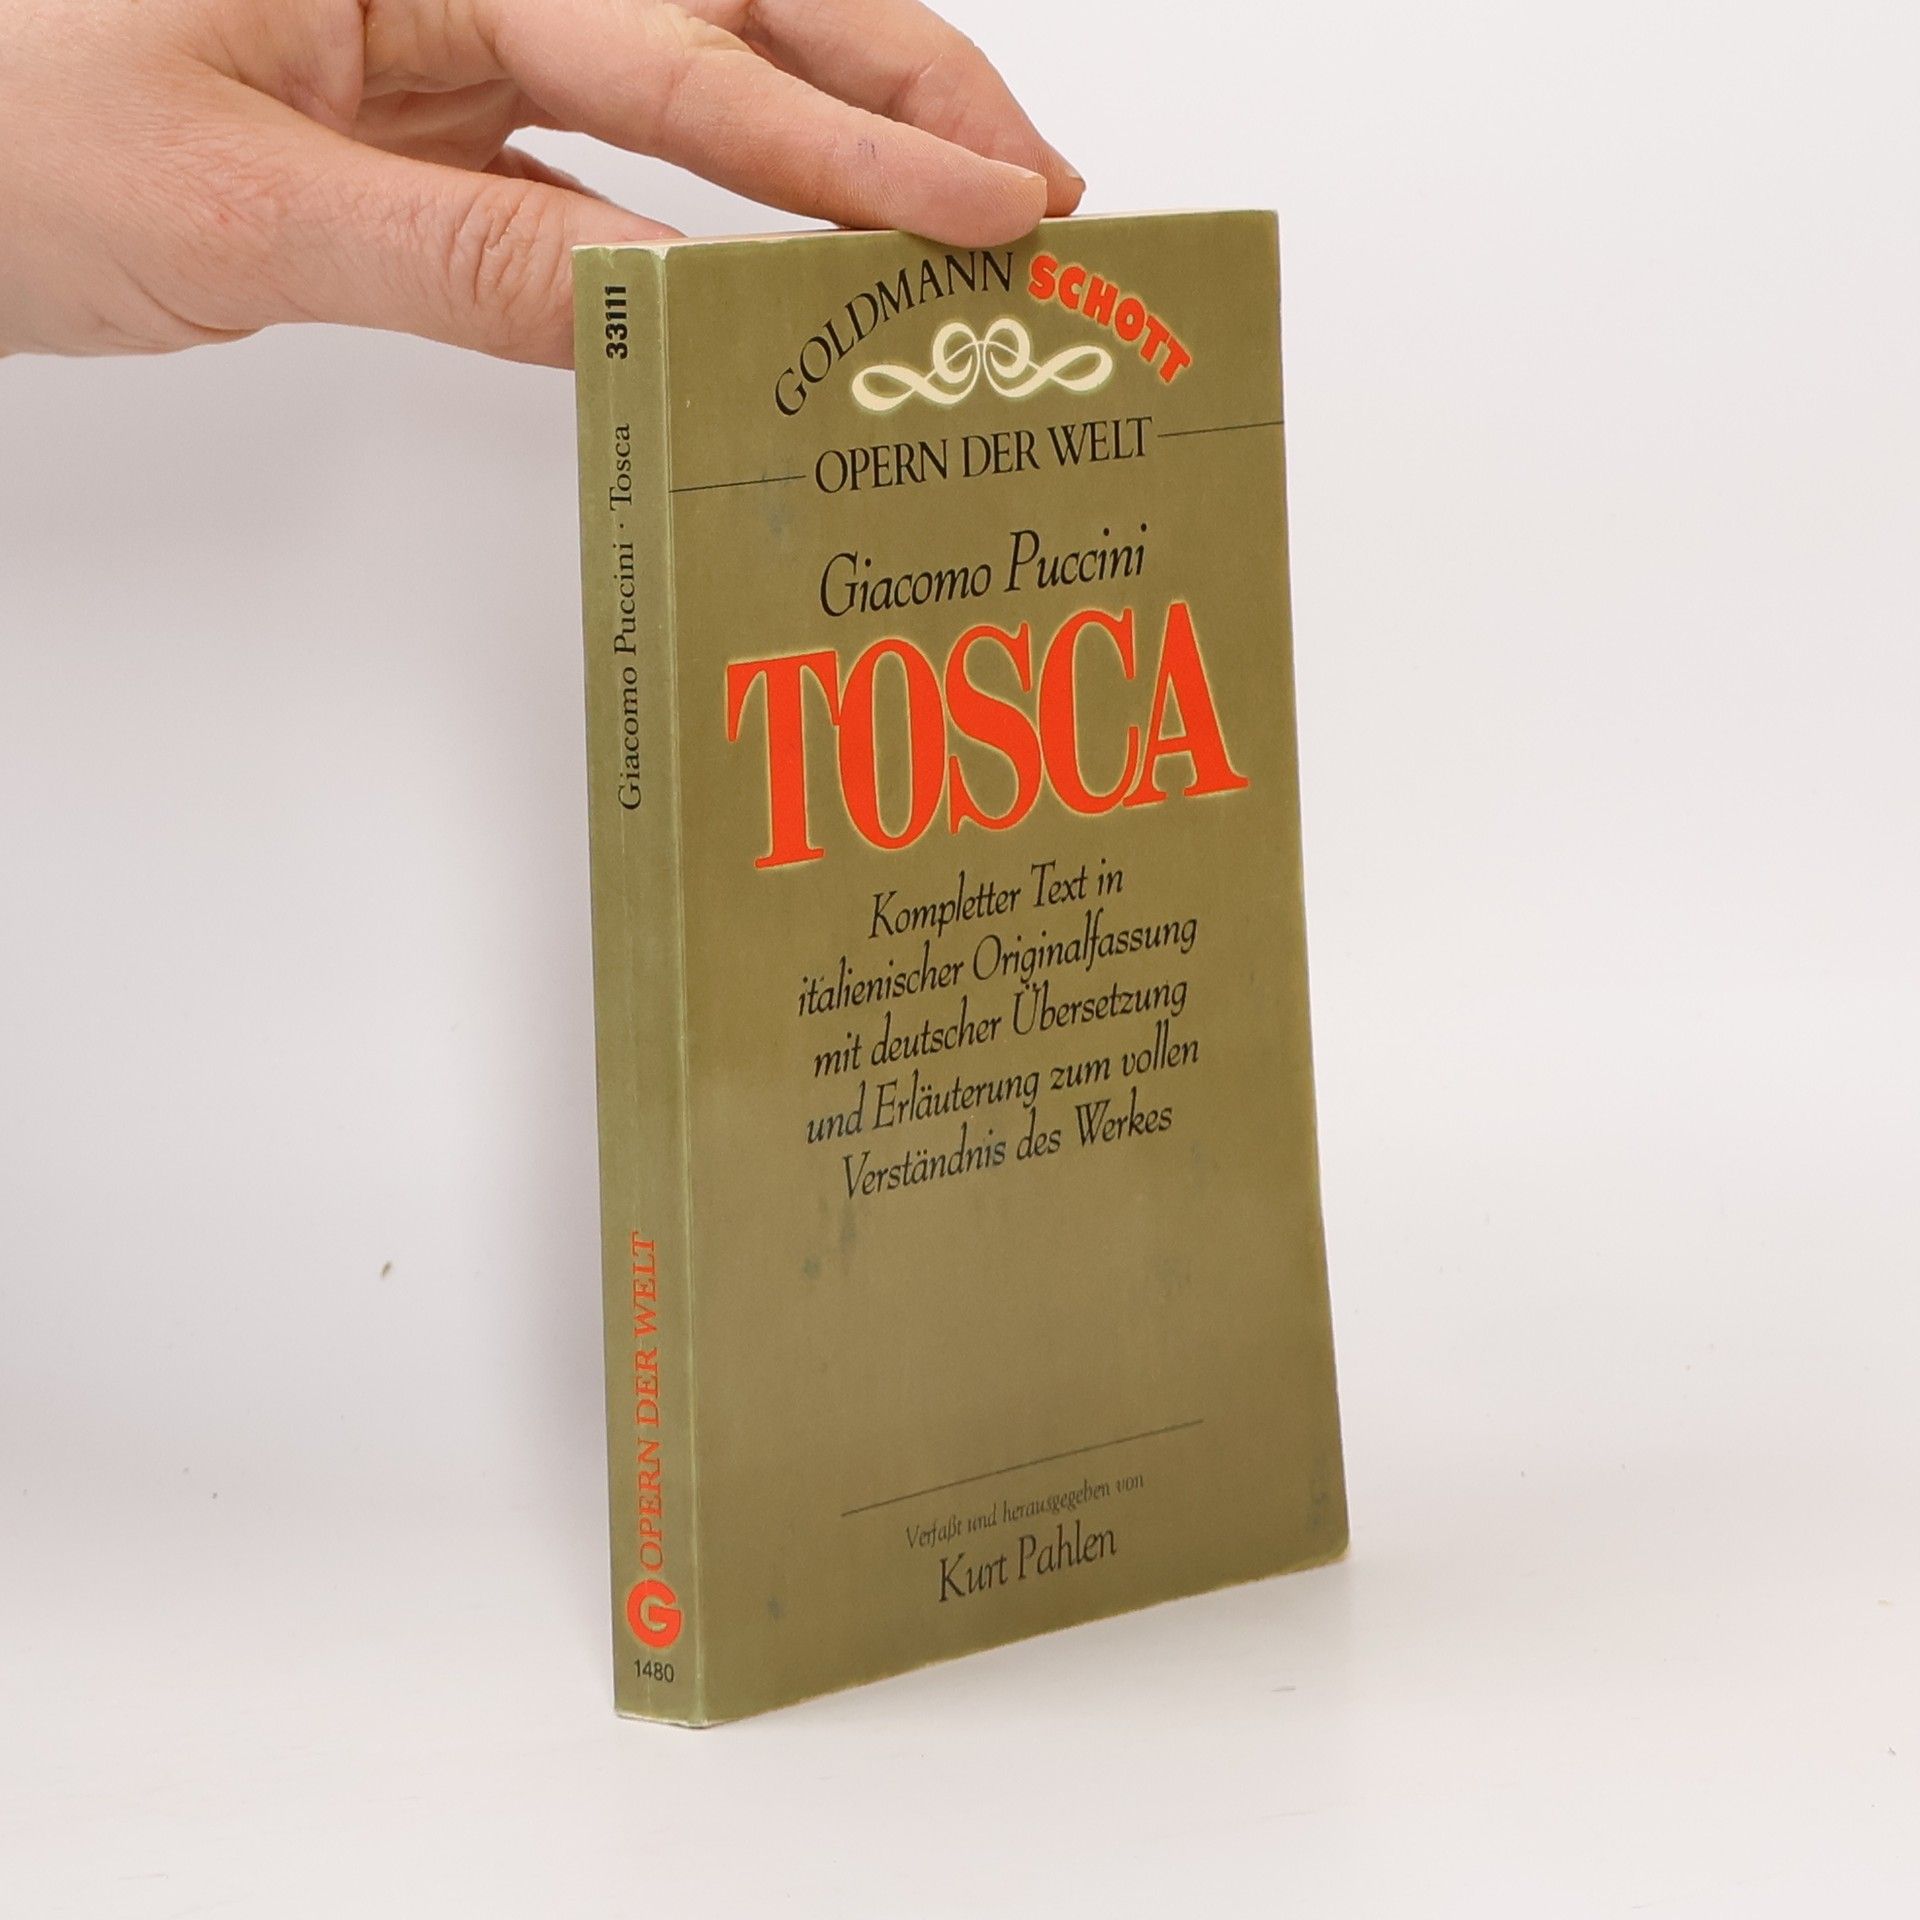 33111
Giacomo Puccini · Tosca
OPERN DER WELT
G
1480
GOLDMANN SCHOTT
OPERN DER WELT
Giacomo Puccini
TOSCA
Kompletter Text in
italienischer Originalfassung
mit deutscher Übersetzung
und Erläuterung zum vollen
Verständnis des Werkes
Verfaßt und herausgegeben von
Kurt Pahlen